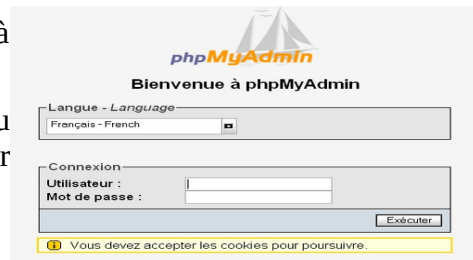 à
phpMyAdmin
Bienvenue à phpMyAdmin
u
Langue - Language
Français - French
r
Connexion
Utilisateur :
Mot de passe :
Exécuter
Vous devez accepter les cookies pour poursuivre.